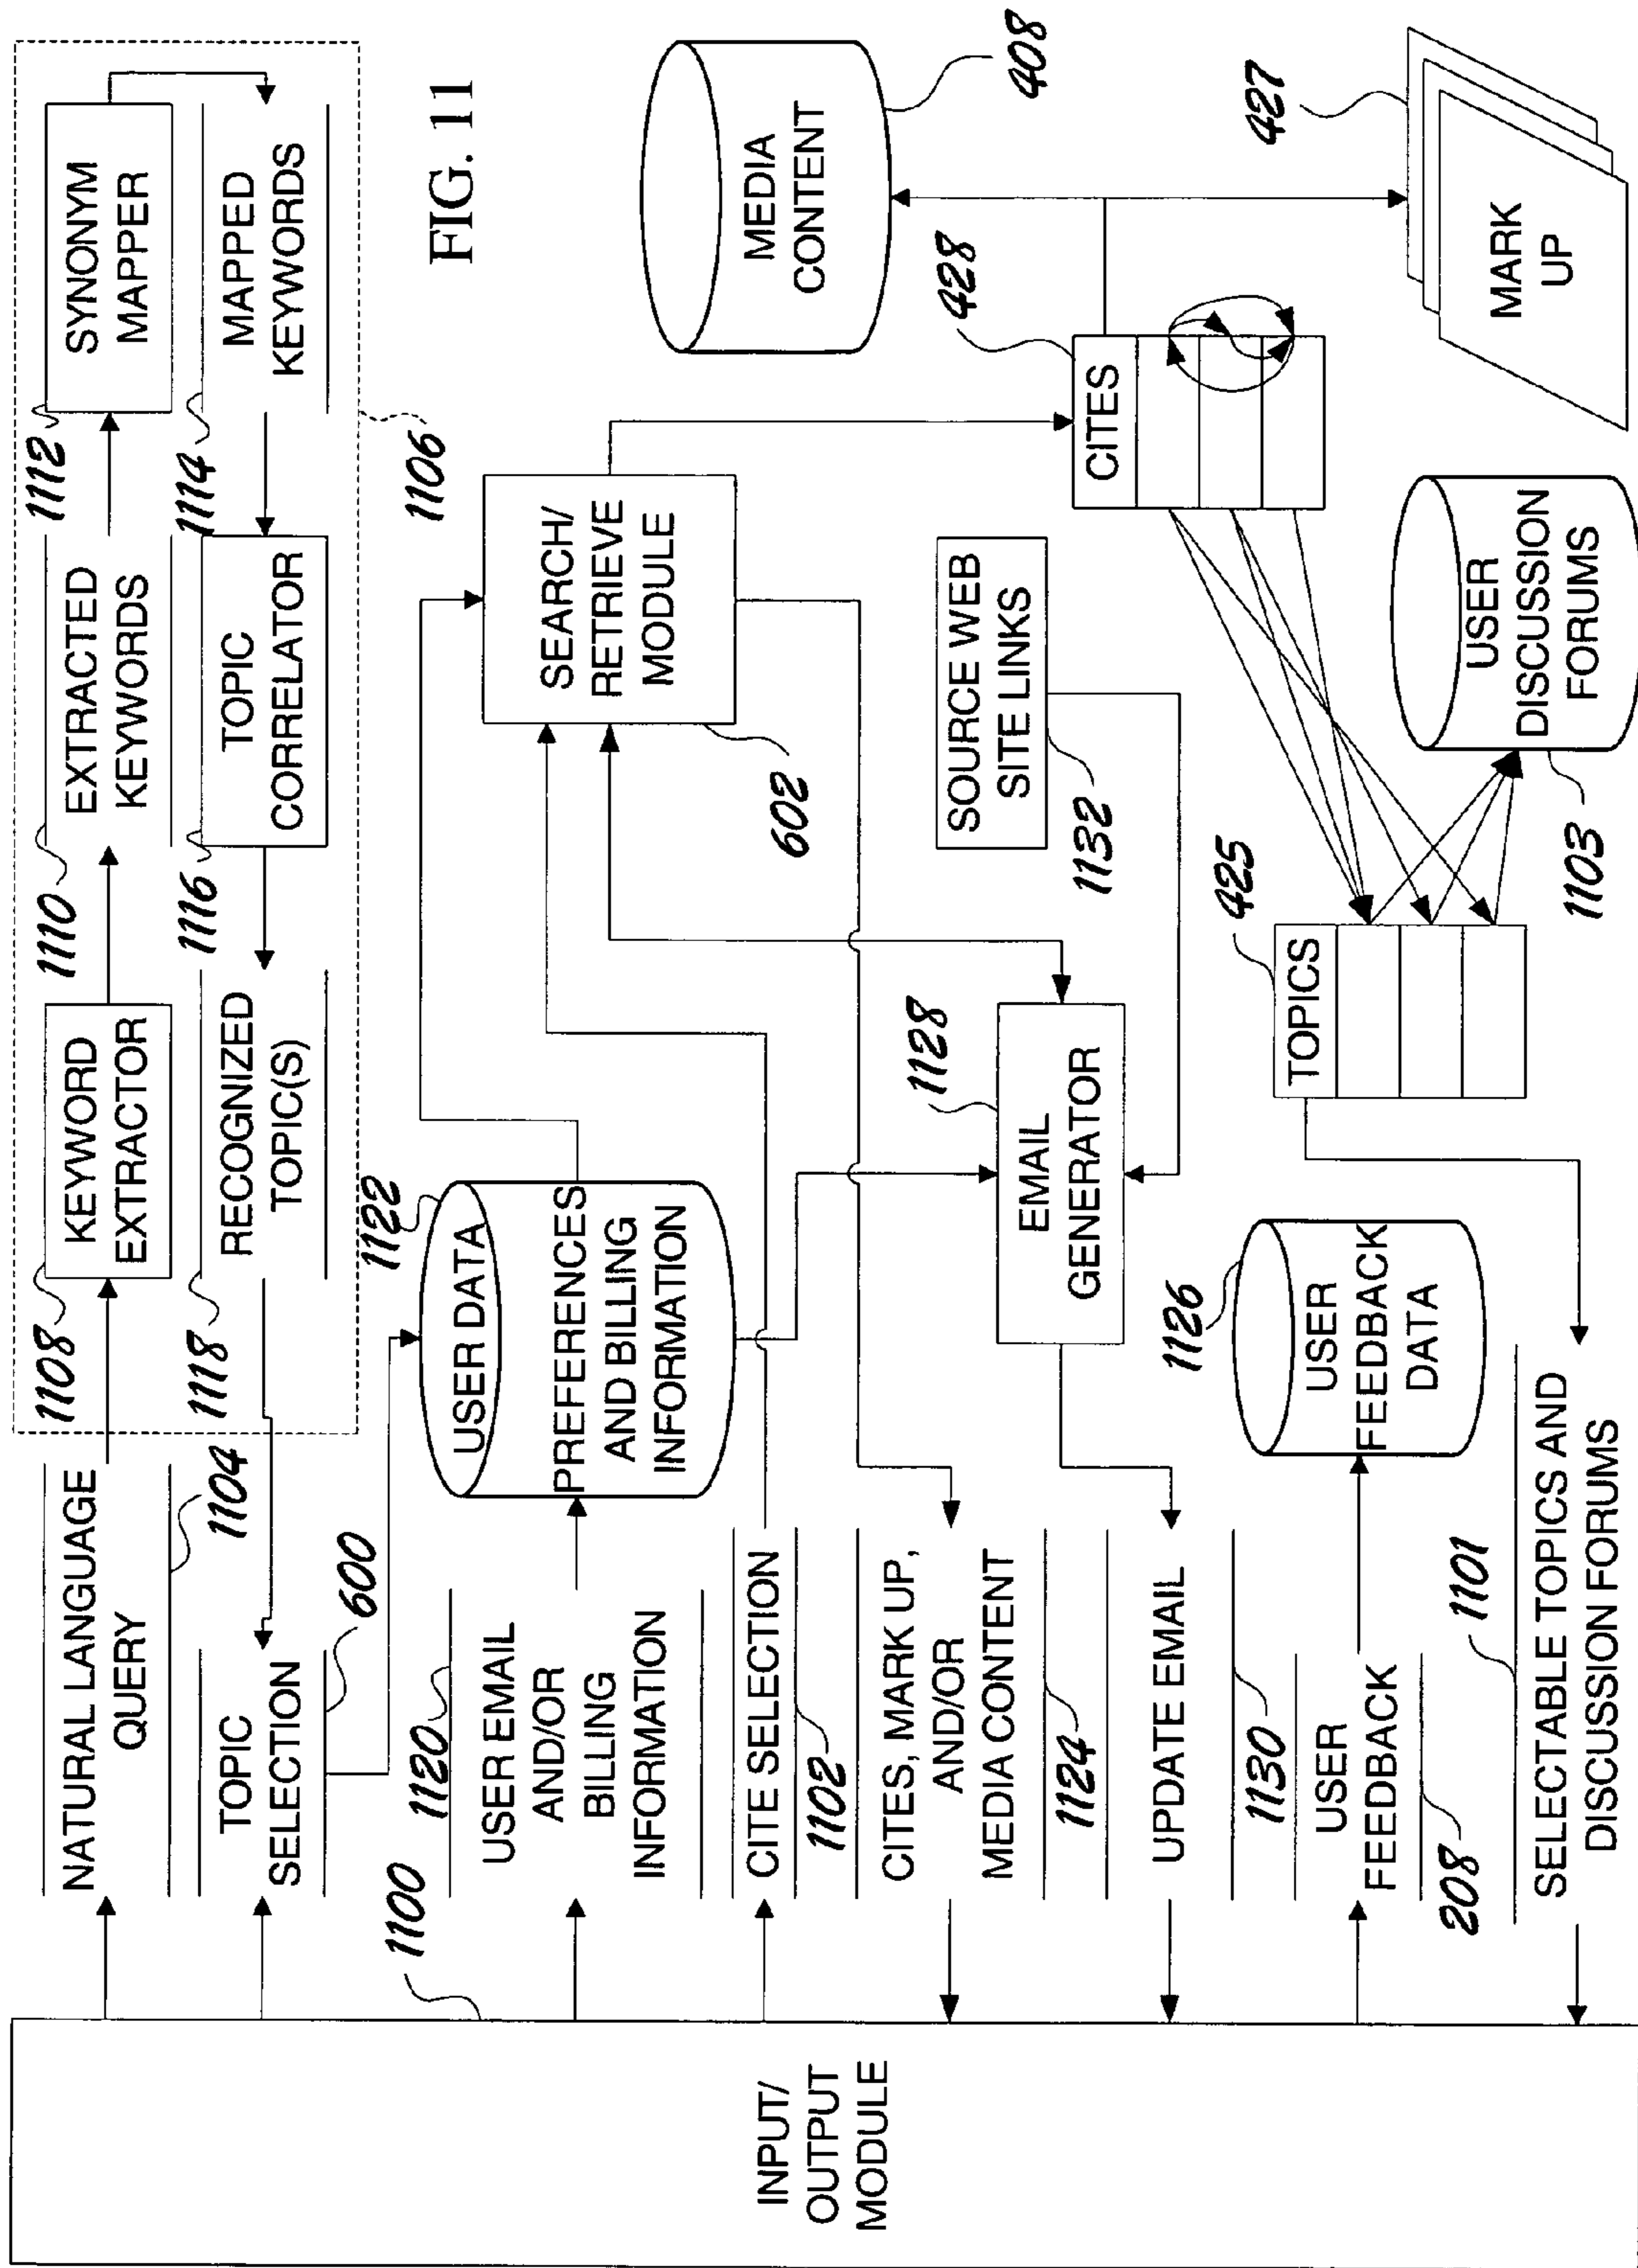 FIG. 11
INPUT/
OUTPUT
MODULE
1100
NATURAL LANGUAGE
QUERY
1104
KEYWORD
EXTRACTOR
1108
EXTRACTED
KEYWORDS
1110
SYNONYM
MAPPER
1112
MAPPED
KEYWORDS
1114
TOPIC
CORRELATOR
1116
RECOGNIZED
TOPIC(S)
1118
1106
TOPIC
SELECTION
600
USER EMAIL
AND/OR
BILLING
INFORMATION
1120
USER DATA
PREFERENCES
AND BILLING
INFORMATION
1122
SEARCH/
RETRIEVE
MODULE
602
MEDIA
CONTENT
408
CITE SELECTION
1102
CITES, MARK UP,
AND/OR
MEDIA CONTENT
1124
SOURCE WEB
SITE LINKS
1132
CITES
428
MARK
UP
427
UPDATE EMAIL
1130
EMAIL
GENERATOR
1128
USER
FEEDBACK
208
USER
FEEDBACK
DATA
1126
TOPICS
425
USER
DISCUSSION
FORUMS
1103
SELECTABLE TOPICS AND
DISCUSSION FORUMS
1101